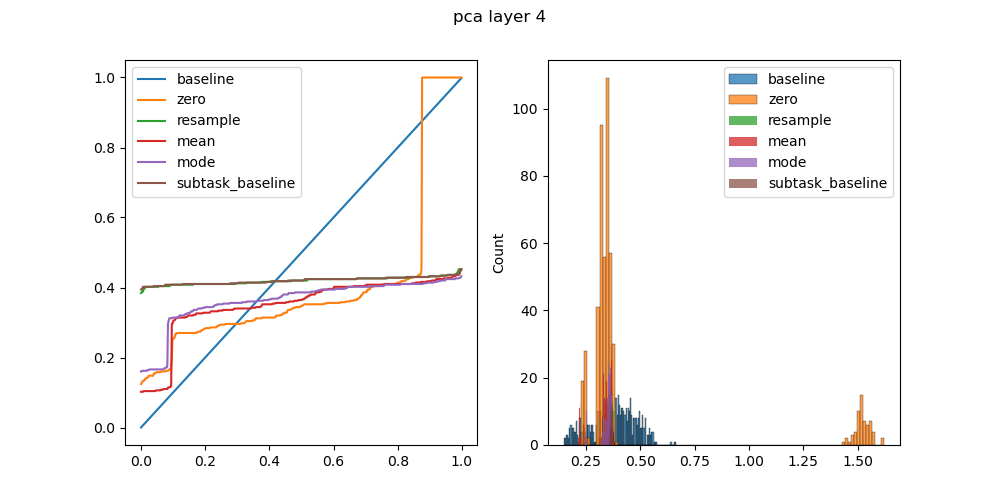 pca layer 4
1.0
0.8
0.6
0.4
0.2
0.0
0.0 0.2 0.4 0.6 0.8 1.0
baseline
zero
resample
mean
mode
subtask_baseline
Count
100
80
60
40
20
0
0.25 0.50 0.75 1.00 1.25 1.50
baseline
zero
resample
mean
mode
subtask_baseline